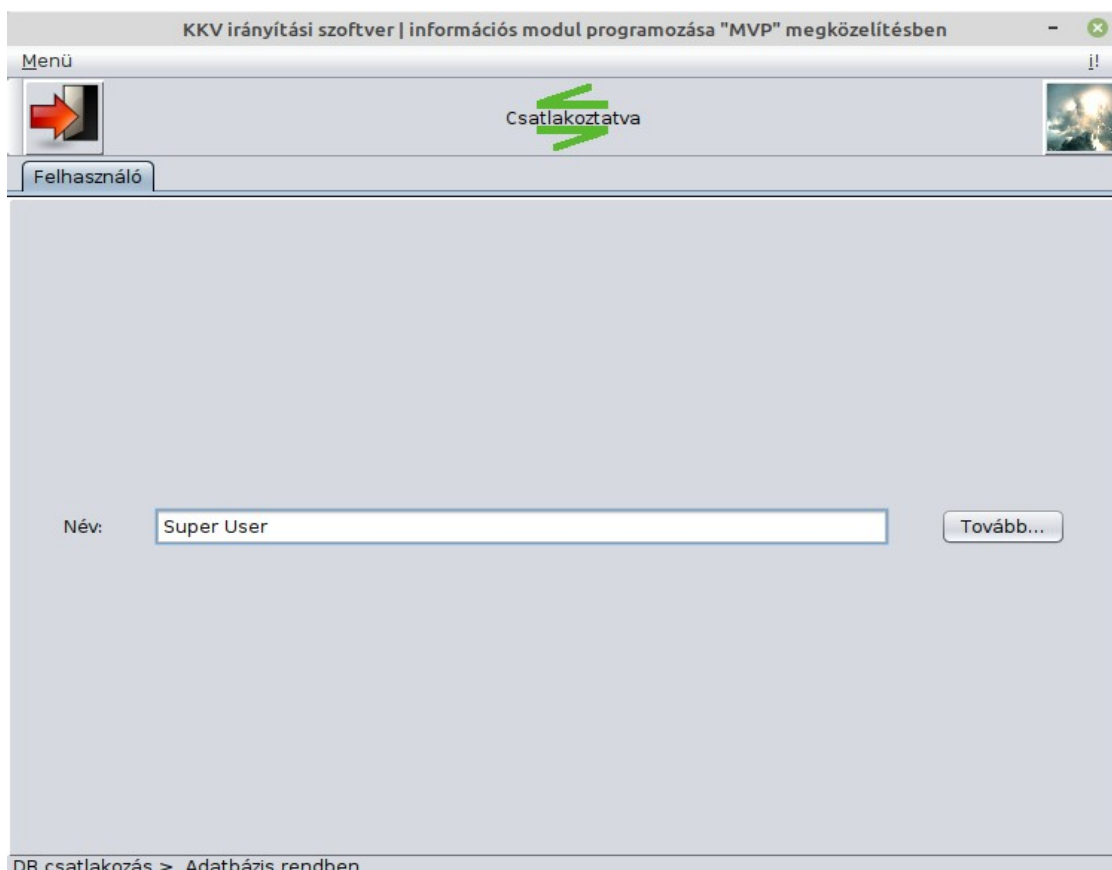 KKV irányítási szoftver | információs modul programozása "MVP" megközelítésben
Menü
i!
Csatlakoztatva
Felhasználó
Név:
Super User
Tovább...
DB csatlakozás > Adatbázis rendben